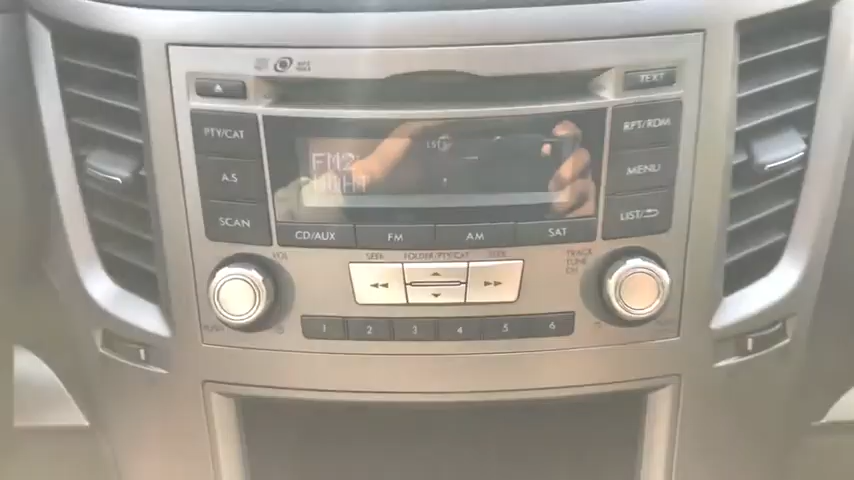 TEXT
PTY/CAT
RPT/RDM
FM2
A.S
MENU
SCAN
LIST/
CD/AUX FM AM SAT
VOL SEEK FOLDER/PTY/CAT SEEK TRACK
TUNE
CH
1 2 3 4 5 6